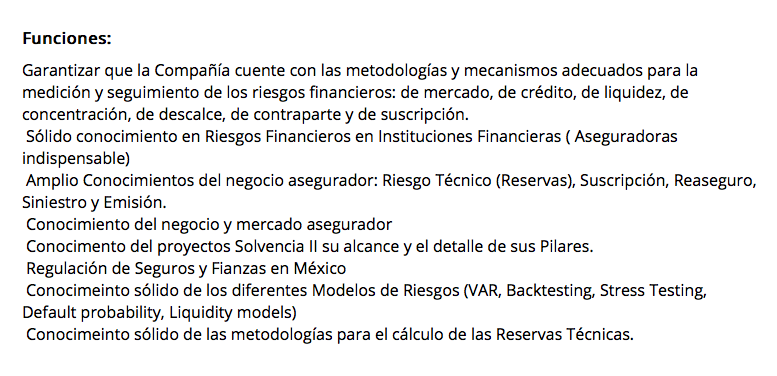 Funciones:
Garantizar que la Compañía cuente con las metodologías y mecanismos adecuados para la
medición y seguimiento de los riesgos financieros: de mercado, de crédito, de liquidez, de
concentración, de descalce, de contraparte y de suscripción.
Sólido conocimiento en Riesgos Financieros en Instituciones Financieras ( Aseguradoras
indispensable)
Amplio Conocimientos del negocio asegurador: Riesgo Técnico (Reservas), Suscripción, Reaseguro,
Siniestro y Emisión.
Conocimiento del negocio y mercado asegurador
Conocimento del proyectos Solvencia II su alcance y el detalle de sus Pilares.
Regulación de Seguros y Fianzas en México
Conocimeinto sólido de los diferentes Modelos de Riesgos (VAR, Backtesting, Stress Testing,
Default probability, Liquidity models)
Conocimeinto sólido de las metodologías para el cálculo de las Reservas Técnicas.